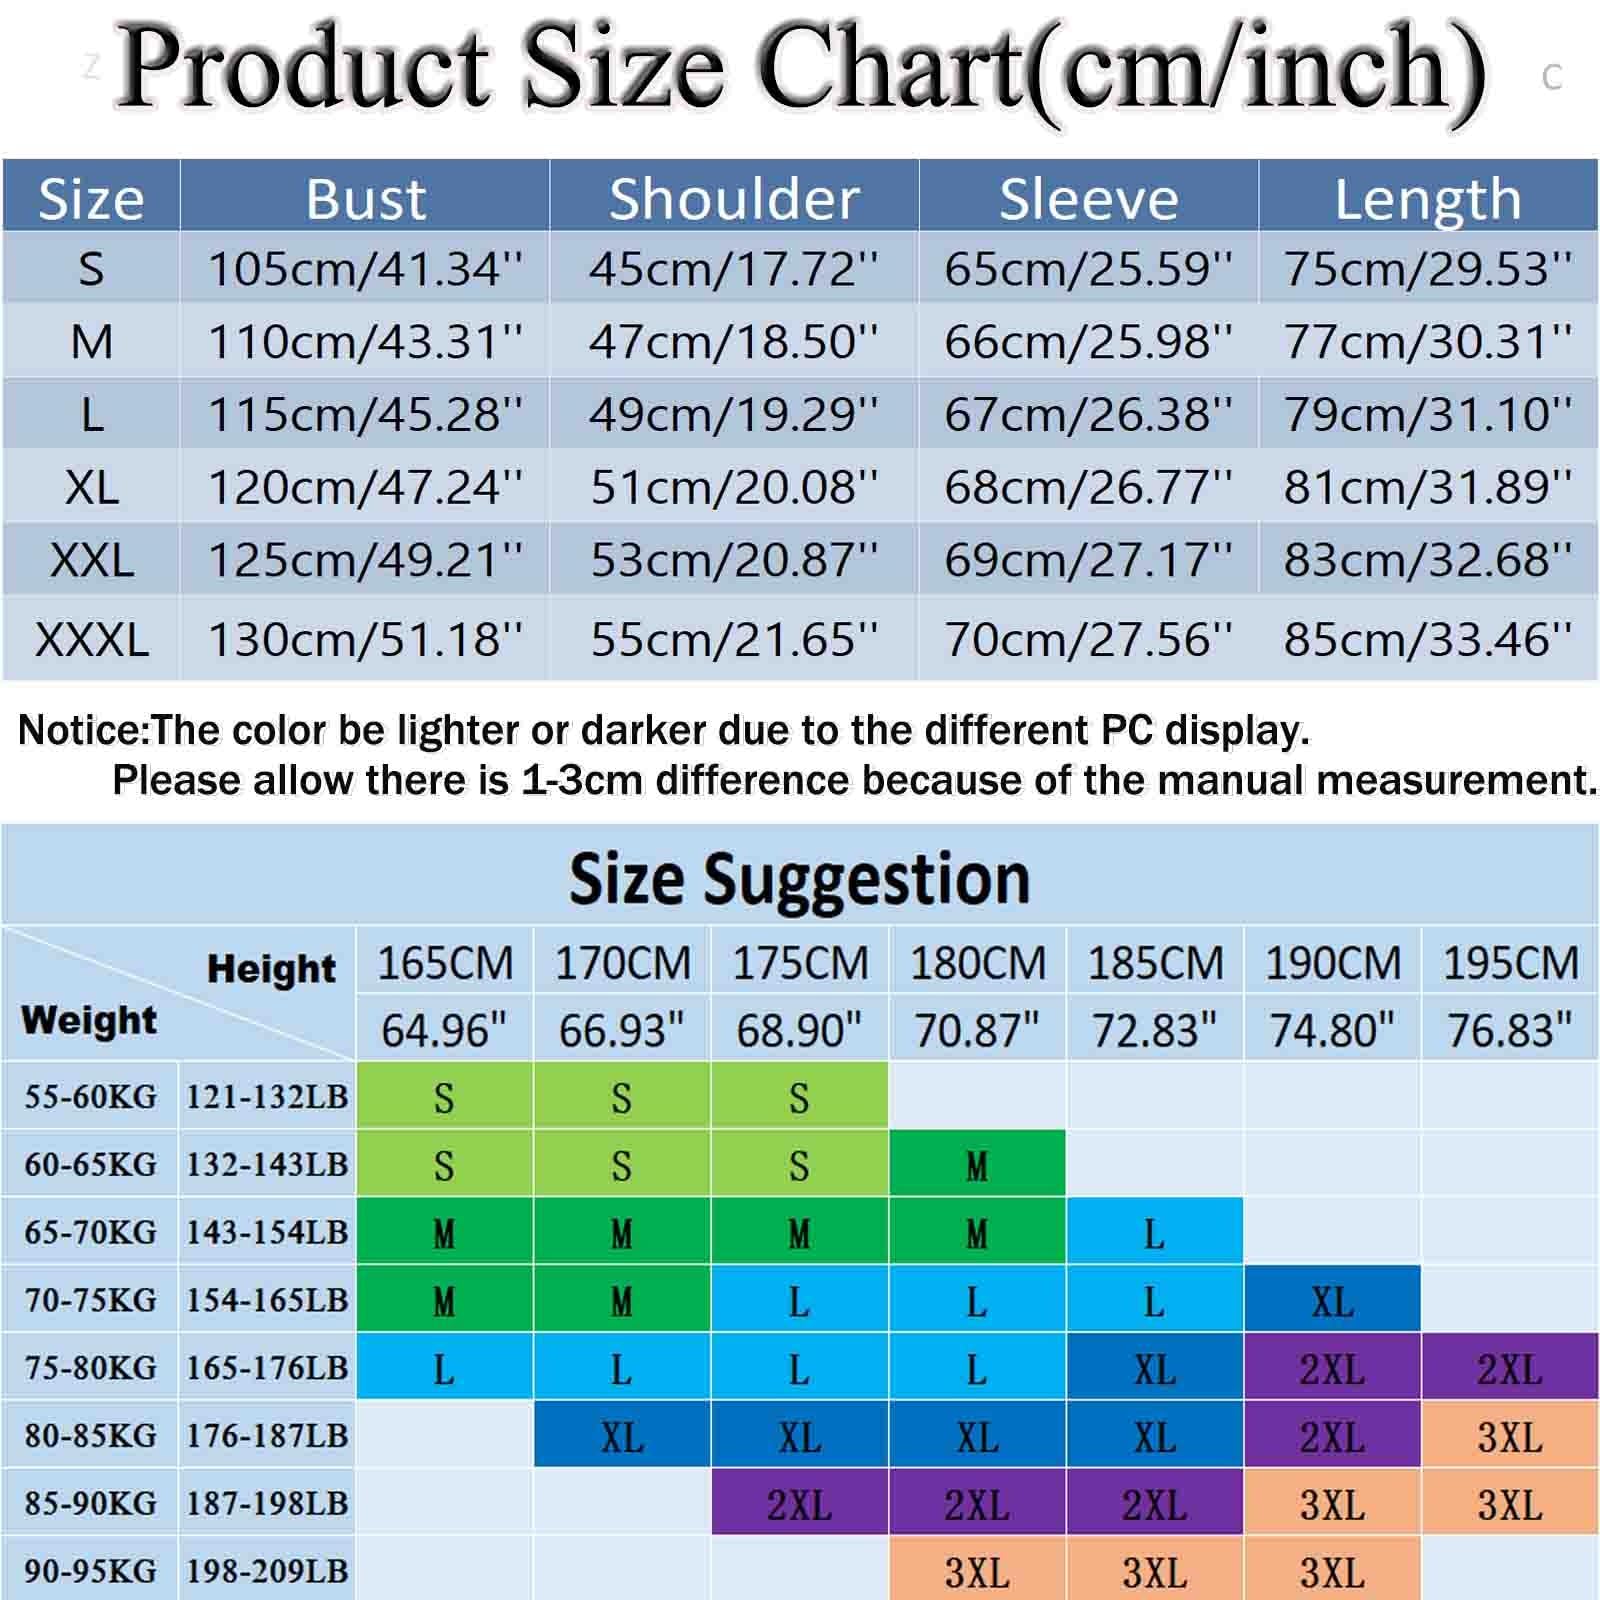 Z Product Size Chart(cm/inch) C
Size Bust Shoulder Sleeve Length
S 105cm/41.34'' 45cm/17.72'' 65cm/25.59'' 75cm/29.53''
M 110cm/43.31'' 47cm/18.50'' 66cm/25.98'' 77cm/30.31''
L 115cm/45.28'' 49cm/19.29'' 67cm/26.38'' 79cm/31.10''
XL 120cm/47.24'' 51cm/20.08'' 68cm/26.77'' 81cm/31.89''
XXL 125cm/49.21'' 53cm/20.87'' 69cm/27.17'' 83cm/32.68''
XXXL 130cm/51.18'' 55cm/21.65'' 70cm/27.56'' 85cm/33.46''
Notice:The color be lighter or darker due to the different PC display.
Please allow there is 1-3cm difference because of the manual measurement.
Size Suggestion
Height 165CM 170CM 175CM 180CM 185CM 190CM 195CM
Weight 64.96" 66.93" 68.90" 70.87" 72.83" 74.80" 76.83"
55-60KG 121-132LB S S S
60-65KG 132-143LB S S S M
65-70KG 143-154LB M M M M L
70-75KG 154-165LB M M L L L XL
75-80KG 165-176LB L L L L XL 2XL 2XL
80-85KG 176-187LB XL XL XL XL 2XL 3XL
85-90KG 187-198LB 2XL 2XL 2XL 3XL 3XL
90-95KG 198-209LB 3XL 3XL 3XL